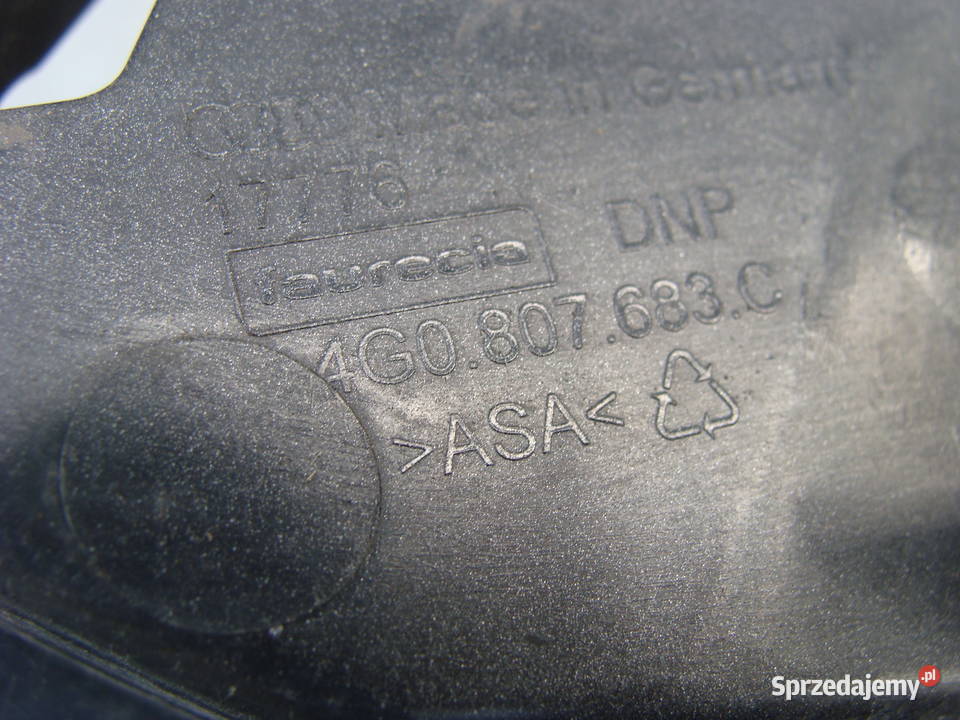 Made in Germany
17776
faurecia
DNP
4G0.807.683.C
>ASA<
Sprzedajemy.pl